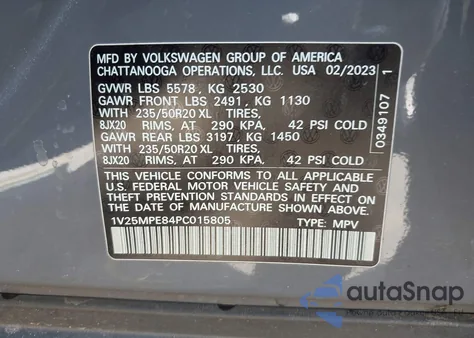 MFD BY VOLKSWAGEN GROUP OF AMERICA
CHATTANOOGA OPERATIONS, LLC. USA 02/2023
GVWR LBS 5578, KG 2530
GAWR FRONT LBS 2491, KG 1130
WITH 235/50R20 XL TIRES,
8JX20 RIMS, AT 290 KPA. 42 PSI COLD
GAWR REAR LBS 3197, KG 1450
WITH 235/50R20 XL TIRES,
8JX20 RIMS, AT 290 KPA. 42 PSI COLD
THIS VEHICLE CONFORMS TO ALL APPLICABLE
U.S. FEDERAL MOTOR VEHICLE SAFETY AND
THEFT PREVENTION STANDARDS IN EFFECT ON
THE DATE OF MANUFACTURE SHOWN ABOVE.
1V25MPE84PC015805 TYPE: MPV
0349107 1
autoSnap
POWERED BY CARCHECK